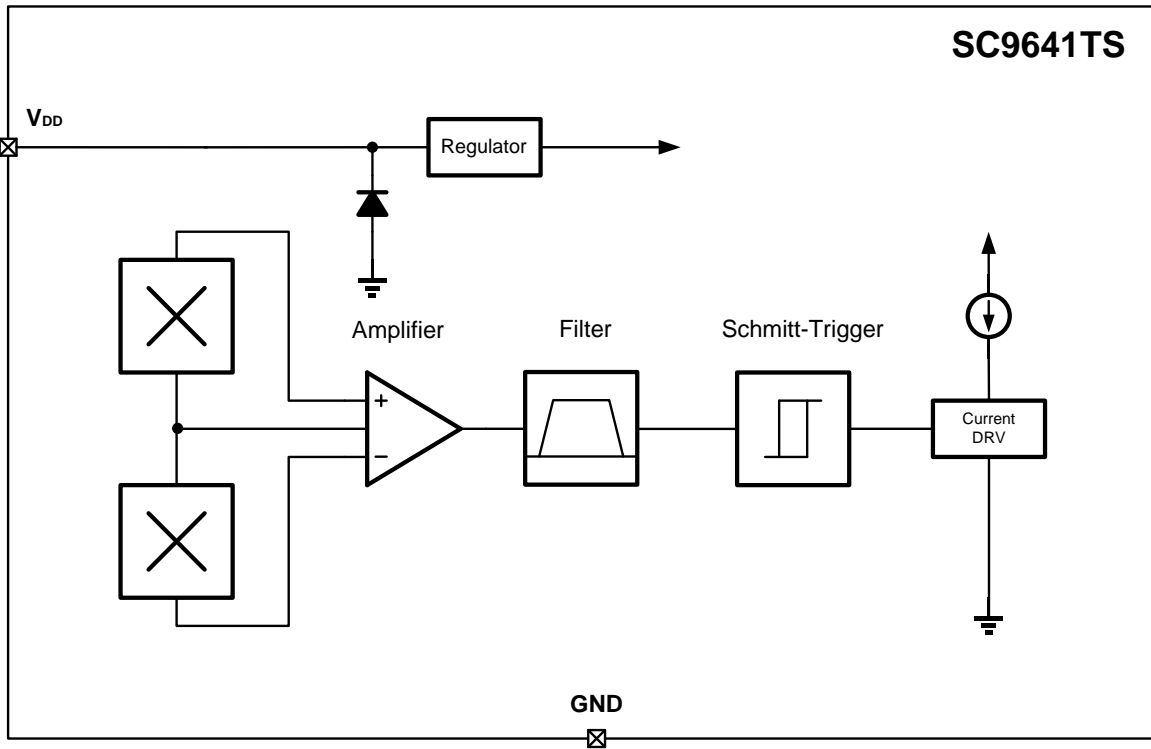 SC9641TS
VDD
Regulator
Amplifier
Filter
Schmitt-Trigger
+
−
Current
DRV
GND